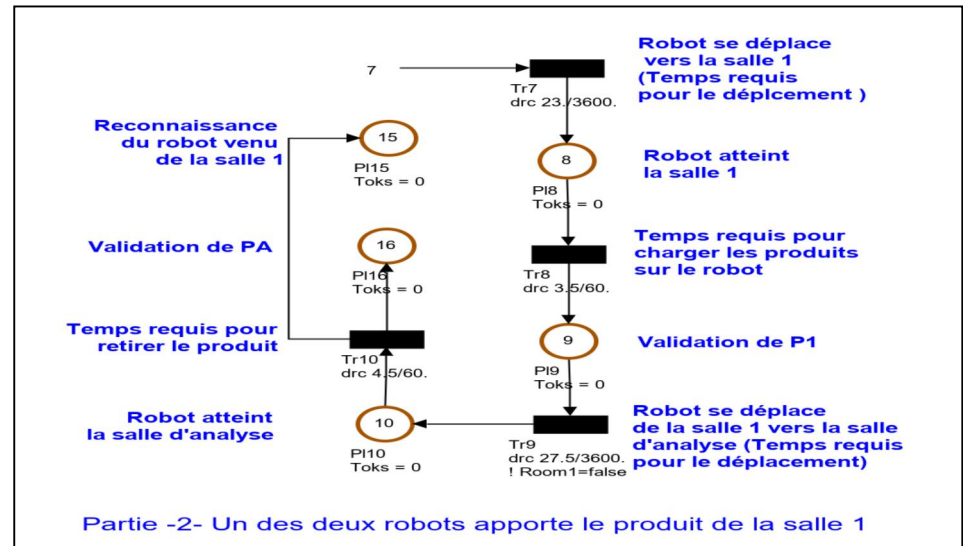 Robot se déplace
vers la salle 1
(Temps requis
pour le déplcement )
7
Tr7
drc 23./3600.
Reconnaissance
du robot venu
de la salle 1
15
Pl15
Toks = 0
8
Pl8
Toks = 0
Robot atteint
la salle 1
Validation de PA
16
Pl16
Toks = 0
Tr8
drc 3.5/60.
Temps requis pour
charger les produits
sur le robot
Temps requis pour
retirer le produit
Tr10
drc 4.5/60.
9
Pl9
Toks = 0
Validation de P1
Robot atteint
la salle d'analyse
10
Pl10
Toks = 0
Tr9
drc 27.5/3600.
! Room1=false
Robot se déplace
de la salle 1 vers la salle
d'analyse (Temps requis
pour le déplacement)
Partie -2- Un des deux robots apporte le produit de la salle 1